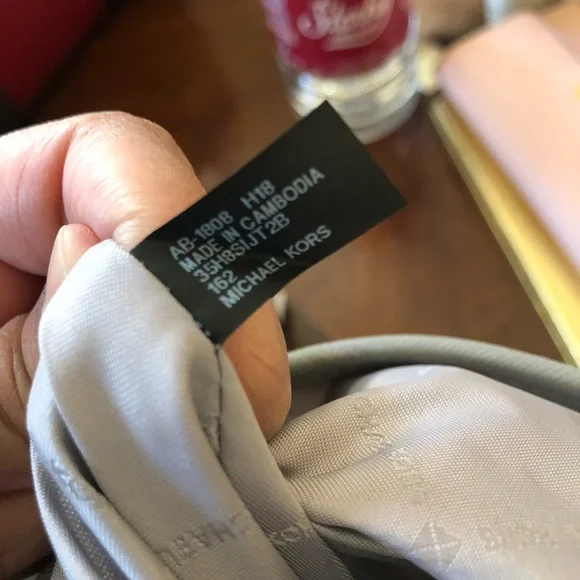 AB-1808 H18
MADE IN CAMBODIA
35H8SIJT2B
162
MICHAEL KORS